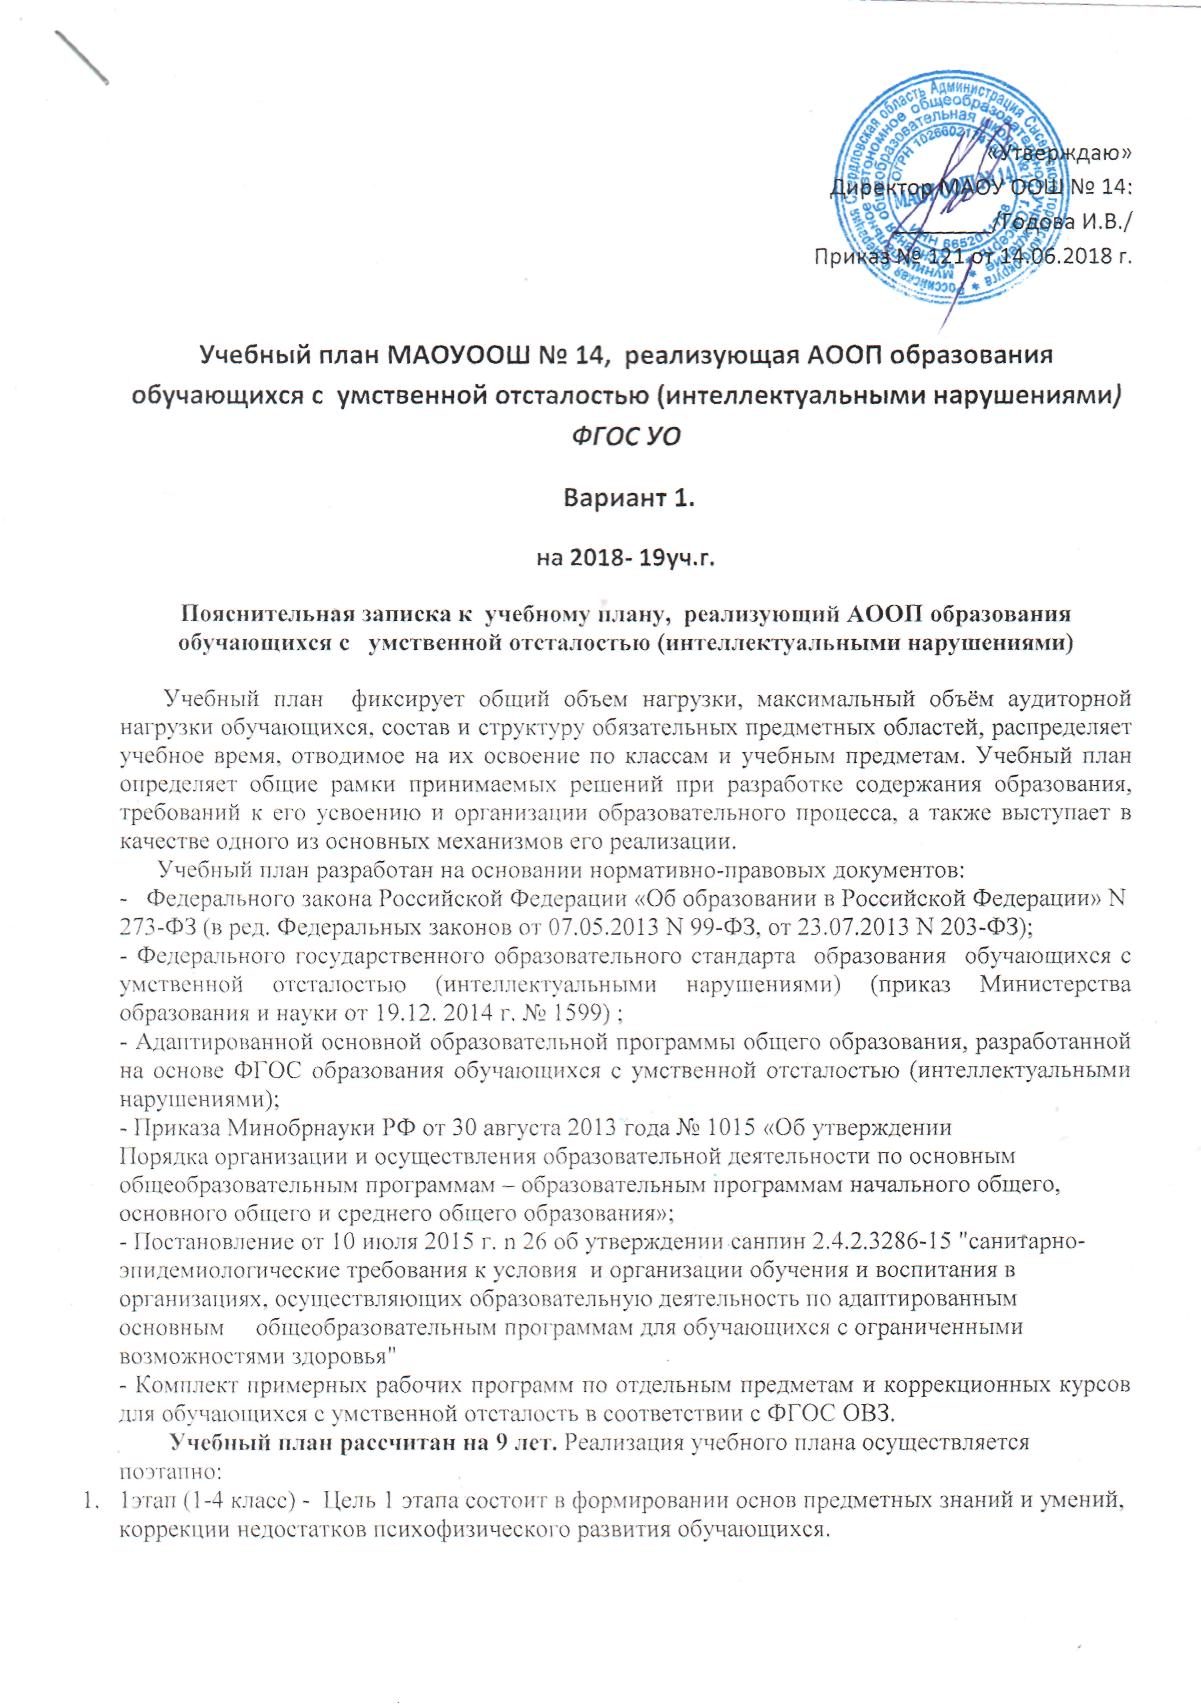 «Утверждаю»
Директор МАОУ ООШ № 14:
/Годова И.В./
Приказ № 121 от 14.06.2018 г.
Учебный план МАОУООШ № 14,  реализующая АООП образования
обучающихся с  умственной отсталостью (интеллектуальными нарушениями)
ФГОС УО
Вариант 1.
на 2018- 19уч.г.
Пояснительная записка к  учебному плану,  реализующий АООП образования
обучающихся с   умственной отсталостью (интеллектуальными нарушениями)
Учебный план  фиксирует общий объем нагрузки, максимальный объём аудиторной
нагрузки обучающихся, состав и структуру обязательных предметных областей, распределяет
учебное время, отводимое на их освоение по классам и учебным предметам. Учебный план
определяет общие рамки принимаемых решений при разработке содержания образования,
требований к его усвоению и организации образовательного процесса, а также выступает в
качестве одного из основных механизмов его реализации.
Учебный план разработан на основании нормативно-правовых документов:
-   Федерального закона Российской Федерации «Об образовании в Российской Федерации» N
273-ФЗ (в ред. Федеральных законов от 07.05.2013 N 99-ФЗ, от 23.07.2013 N 203-ФЗ);
- Федерального государственного образовательного стандарта  образования  обучающихся с
умственной отсталостью (интеллектуальными нарушениями) (приказ Министерства
образования и науки от 19.12. 2014 г. № 1599) ;
- Адаптированной основной образовательной программы общего образования, разработанной
на основе ФГОС образования обучающихся с умственной отсталостью (интеллектуальными
нарушениями);
- Приказа Минобрнауки РФ от 30 августа 2013 года № 1015 «Об утверждении
Порядка организации и осуществления образовательной деятельности по основным
общеобразовательным программам – образовательным программам начального общего,
основного общего и среднего общего образования»;
- Постановление от 10 июля 2015 г. n 26 об утверждении санпин 2.4.2.3286-15 "санитарно-
эпидемиологические требования к условия  и организации обучения и воспитания в
организациях, осуществляющих образовательную деятельность по адаптированным
основным    общеобразовательным программам для обучающихся с ограниченными
возможностями здоровья"
- Комплект примерных рабочих программ по отдельным предметам и коррекционных курсов
для обучающихся с умственной отсталость в соответствии с ФГОС ОВЗ.
Учебный план рассчитан на 9 лет. Реализация учебного плана осуществляется
поэтапно:
1.  1этап (1-4 класс) -  Цель 1 этапа состоит в формировании основ предметных знаний и умений,
коррекции недостатков психофизического развития обучающихся.